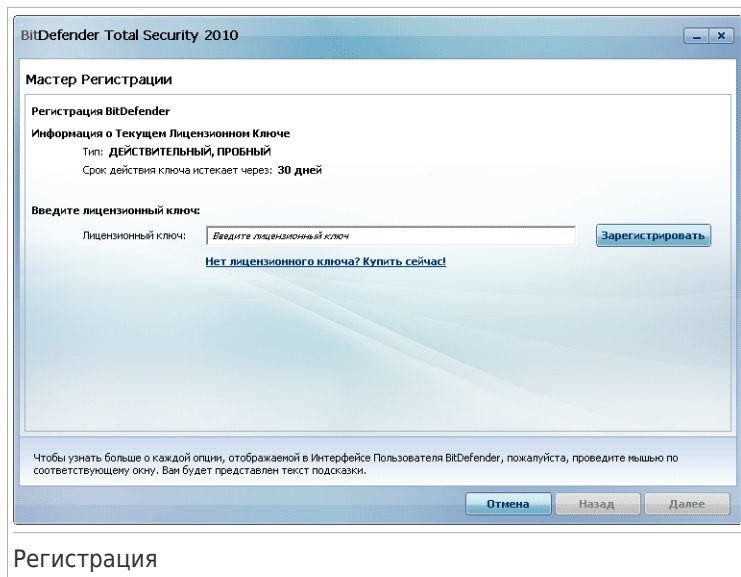 BitDefender Total Security 2010
Мастер Регистрации
Регистрация BitDefender
Информация о Текущем Лицензионном Ключе
Тип: ДЕЙСТВИТЕЛЬНЫЙ, ПРОБНЫЙ
Срок действия ключа истекает через: 30 дней
Введите лицензионный ключ:
Лицензионный ключ: Введите лицензионный ключ Зарегистрировать
Нет лицензионного ключа? Купить сейчас!
Чтобы узнать больше о каждой опции, отображаемой в Интерфейсе Пользователя BitDefender, пожалуйста, проведите мышью по
соответствующему окну. Вам будет представлен текст подсказки.
Отмена Назад Далее
Регистрация